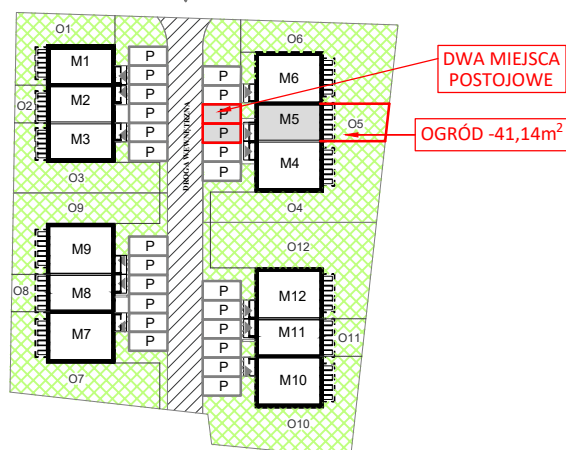 O1
O6
M1
P
P
P
P
P
P
M2
M3
O2
O3
P
P
P
P
P
P
M6
M5
M4
O5
O4
DWA MIEJSCA
POSTOJOWE
OGRÓD -41,14m²
DROGA WEWNĘTRZNA
O9
O12
M9
M8
M7
O8
O7
P
P
P
P
P
P
P
P
P
P
P
P
M12
M11
M10
O11
O10